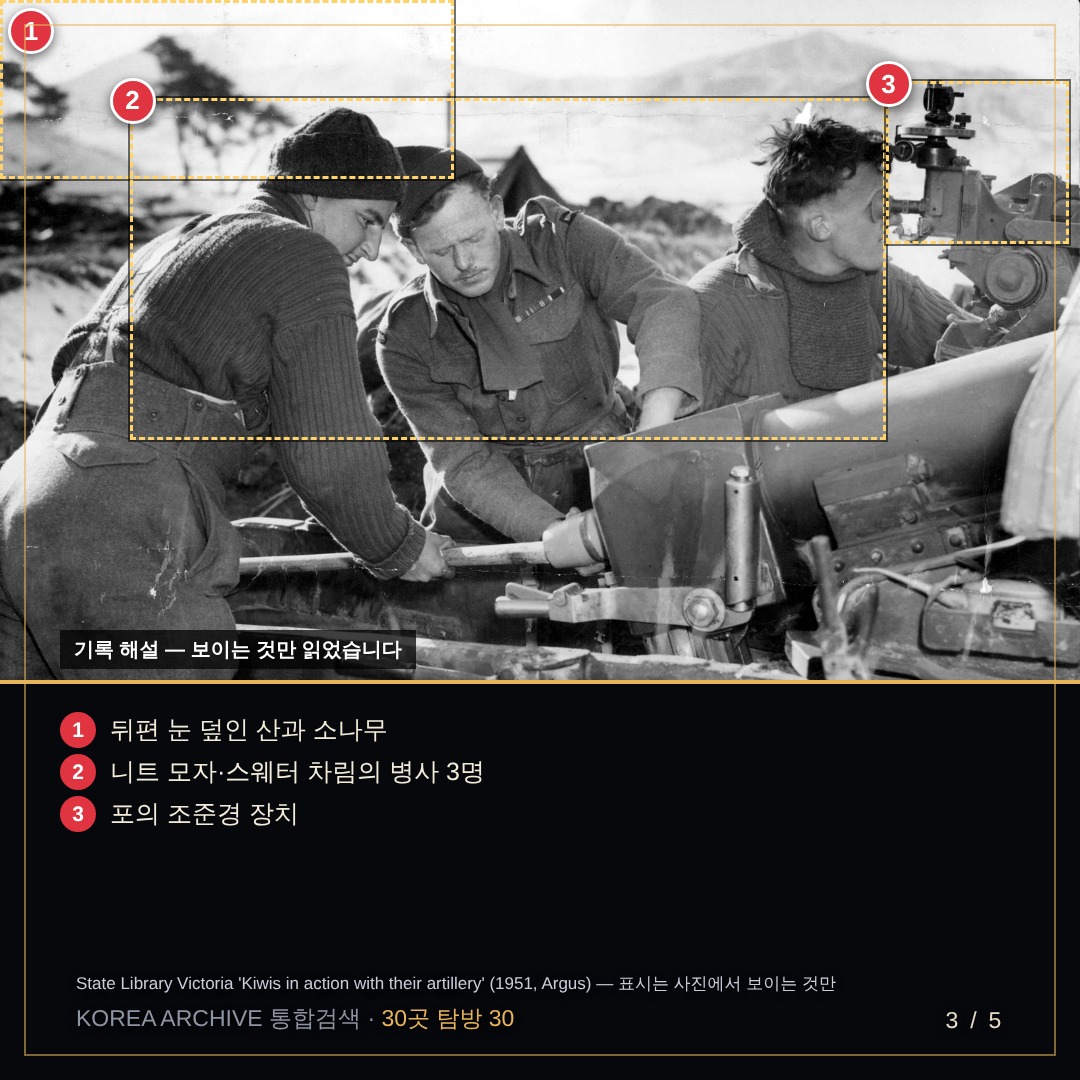 1
2
3
기록 해설 — 보이는 것만 읽었습니다
1 뒤편 눈 덮인 산과 소나무
2 니트 모자·스웨터 차림의 병사 3명
3 포의 조준경 장치
State Library Victoria 'Kiwis in action with their artillery' (1951, Argus) — 표시는 사진에서 보이는 것만
KOREA ARCHIVE 통합검색 · 30곳 탐방 30
3 / 5